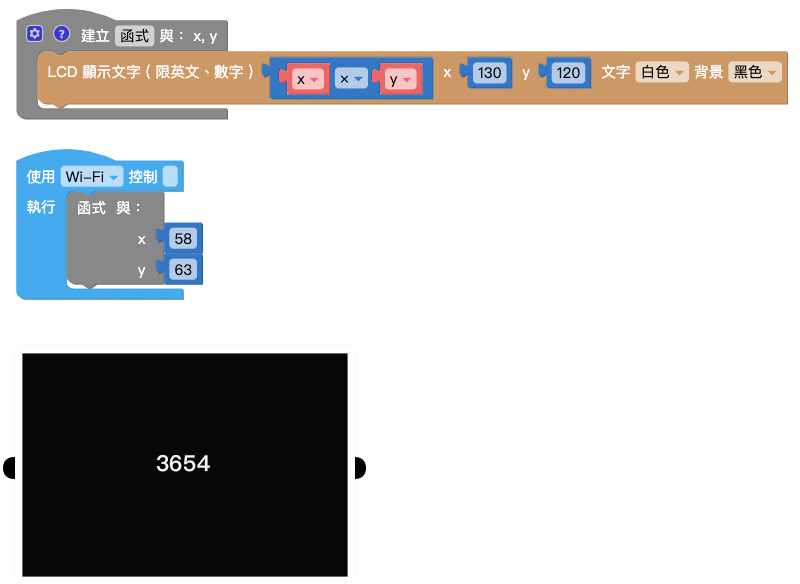 ? 建立 函式 與： x, y
LCD 顯示文字（限英文、數字） x × y x 130 y 120 文字 白色 背景 黑色
使用 Wi-Fi 控制
執行 函式 與：
x 58
y 63
3654